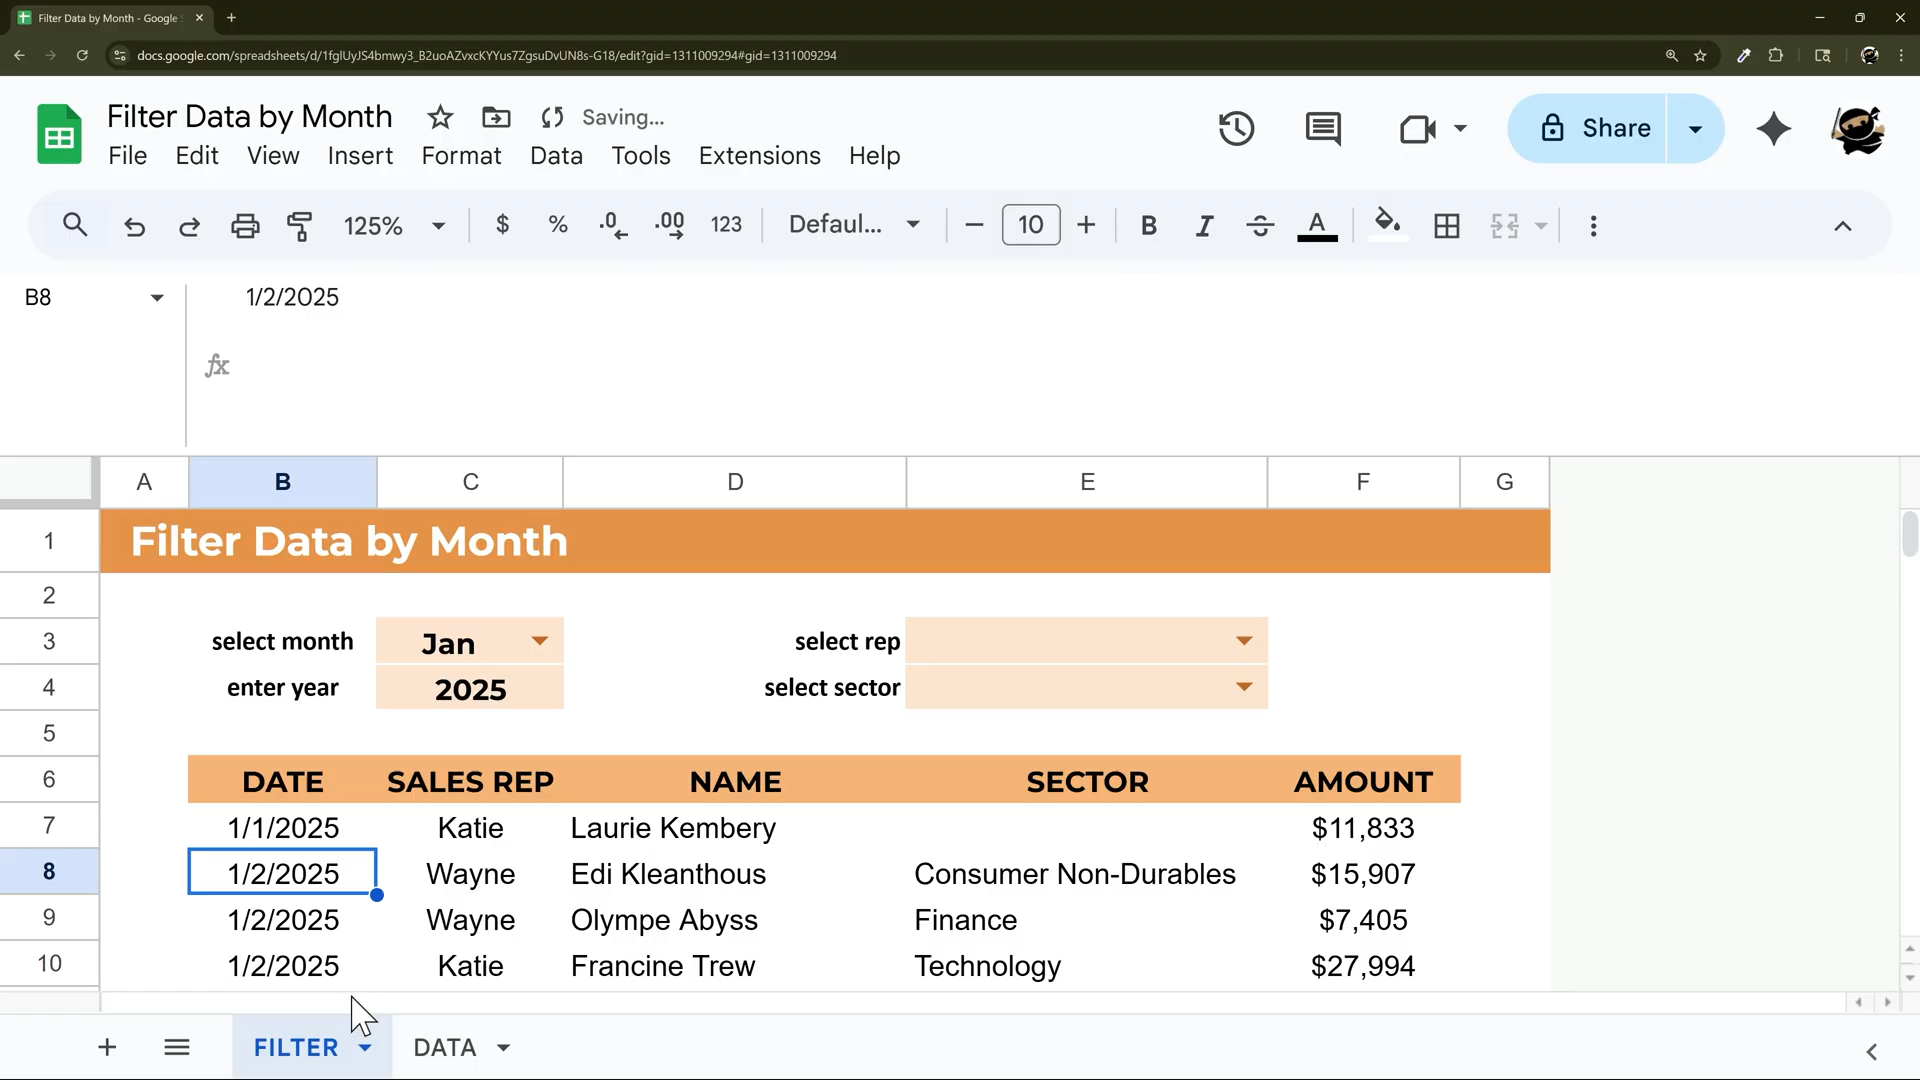 Filter Data by Month - Google S
docs.google.com/spreadsheets/d/1fglUyJS4bmwy3_B2uoAZvxcKYYus7ZgsuDvUN8s-G18/edit?gid=1311009294#gid=1311009294
Filter Data by Month Saving... Share
File Edit View Insert Format Data Tools Extensions Help
125% $ % .0 .00 123 Defaul... 10 B I S A
B8 1/2/2025
fx
A B C D E F G
1 Filter Data by Month
2
3 select month Jan select rep
4 enter year 2025 select sector
5
6 DATE SALES REP NAME SECTOR AMOUNT
7 1/1/2025 Katie Laurie Kembery $11,833
8 1/2/2025 Wayne Edi Kleanthous Consumer Non-Durables $15,907
9 1/2/2025 Wayne Olympe Abyss Finance $7,405
10 1/2/2025 Katie Francine Trew Technology $27,994
FILTER DATA